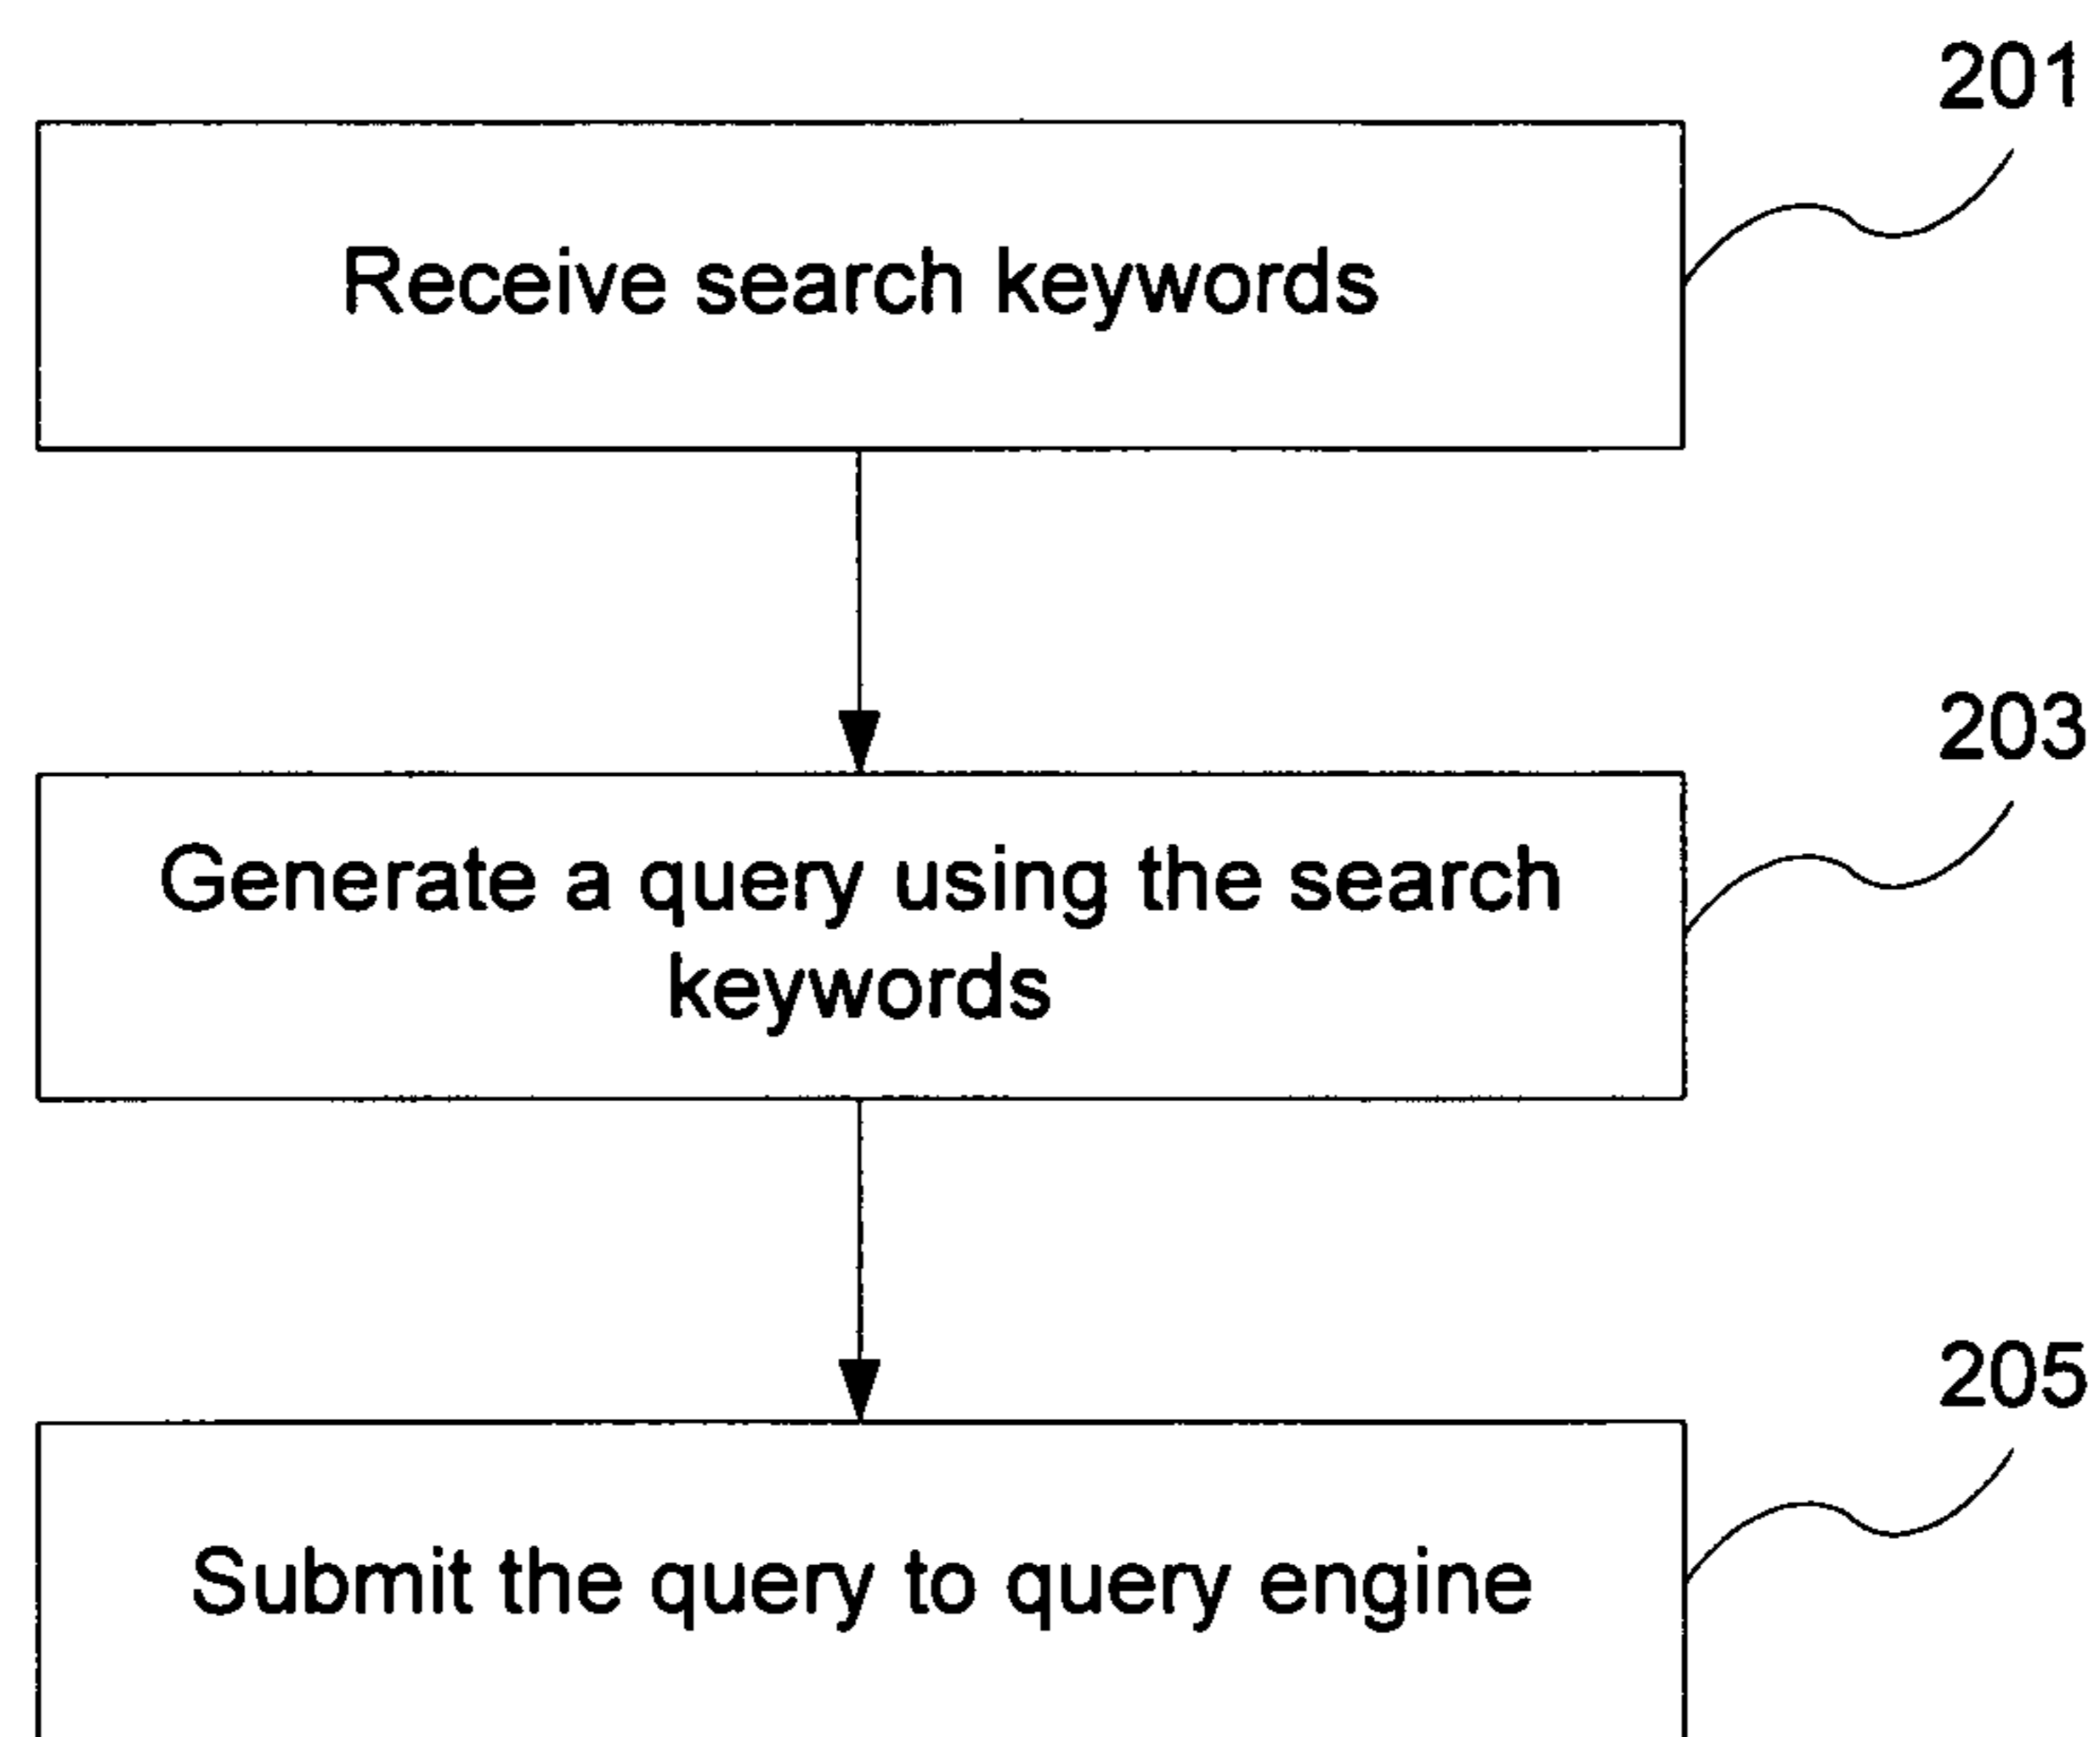 201
Receive search keywords
203
Generate a query using the search
keywords
205
Submit the query to query engine